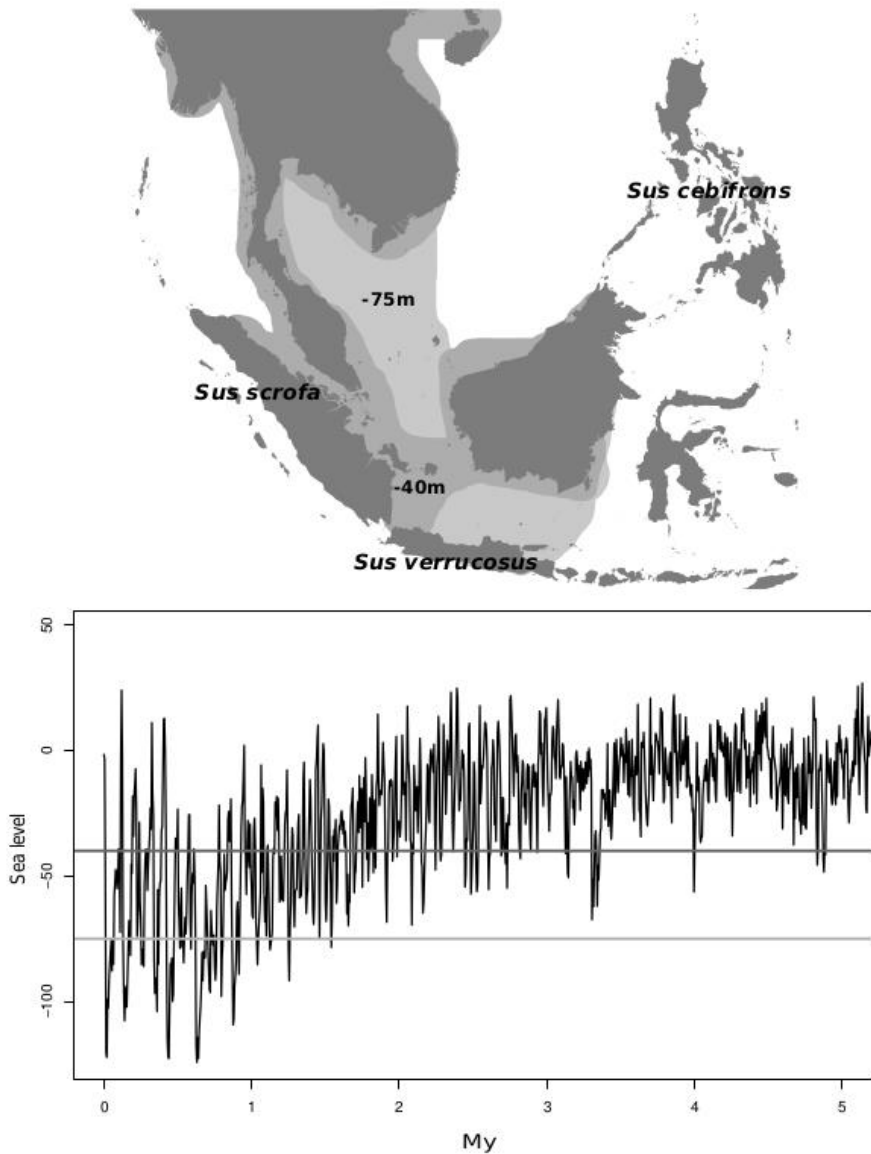 Sus cebifrons
-75m
Sus scrofa
-40m
Sus verrucosus
50
0
-50
-100
Sea level
0 1 2 3 4 5
My